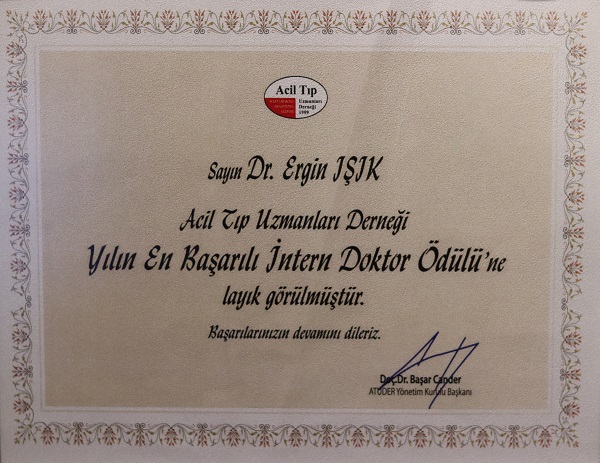 Acil Tıp
Uzmanları
Derneği
1999
Sayın Dr. Ergin IŞIK
Acil Tıp Uzmanları Derneği
Yılın En Başarılı İntern Doktor Ödülü'ne
layık görülmüştür.
Başarılarınızın devamını dileriz.
Doç.Dr. Başar Cander
ATUDER Yönetim Kurulu Başkanı